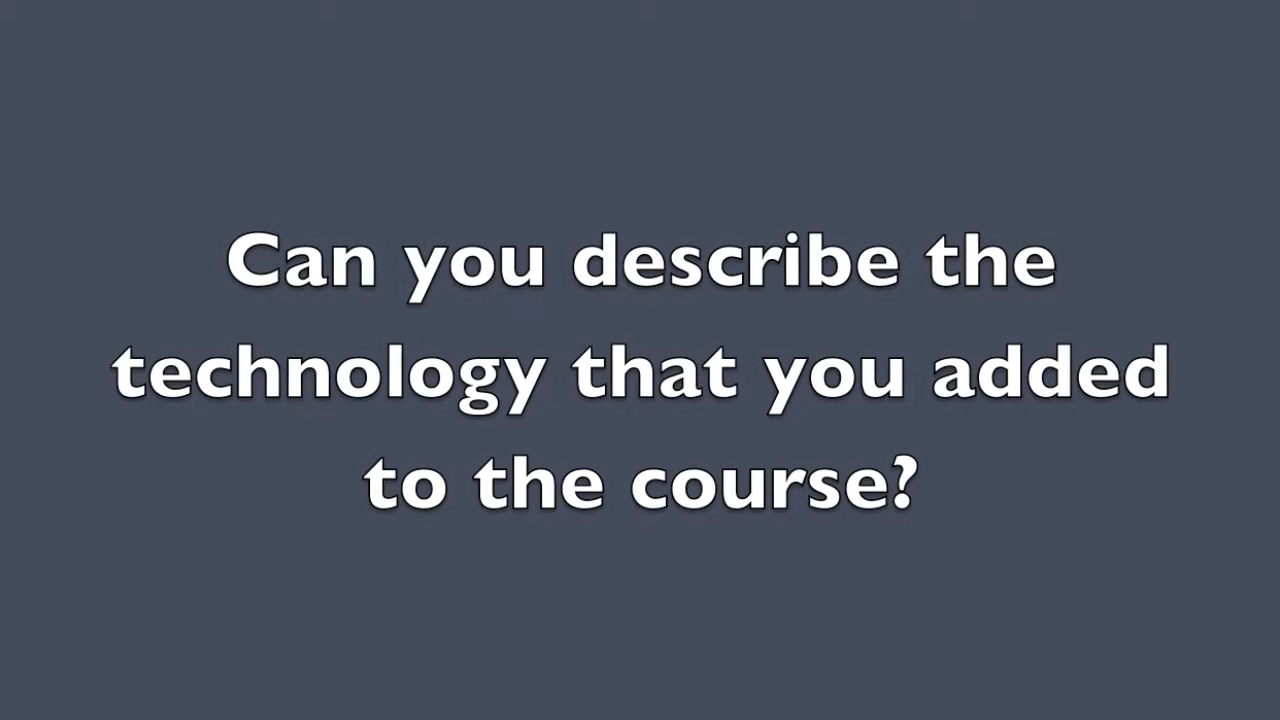 Can you describe the
technology that you added
to the course?